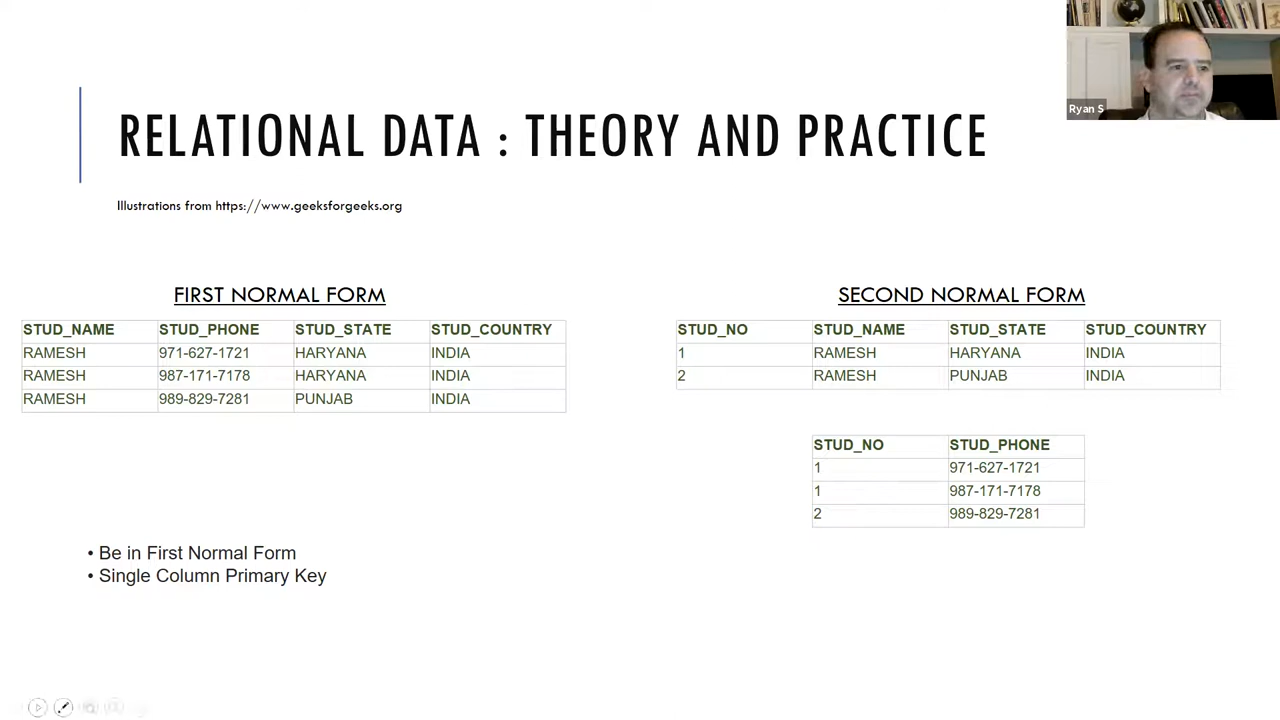 Ryan S
RELATIONAL DATA : THEORY AND PRACTICE
Illustrations from https://www.geeksforgeeks.org
FIRST NORMAL FORM
STUD_NAME STUD_PHONE STUD_STATE STUD_COUNTRY
RAMESH 971-627-1721 HARYANA INDIA
RAMESH 987-171-7178 HARYANA INDIA
RAMESH 989-829-7281 PUNJAB INDIA
SECOND NORMAL FORM
STUD_NO STUD_NAME STUD_STATE STUD_COUNTRY
1 RAMESH HARYANA INDIA
2 RAMESH PUNJAB INDIA
STUD_NO STUD_PHONE
1 971-627-1721
1 987-171-7178
2 989-829-7281
• Be in First Normal Form
• Single Column Primary Key